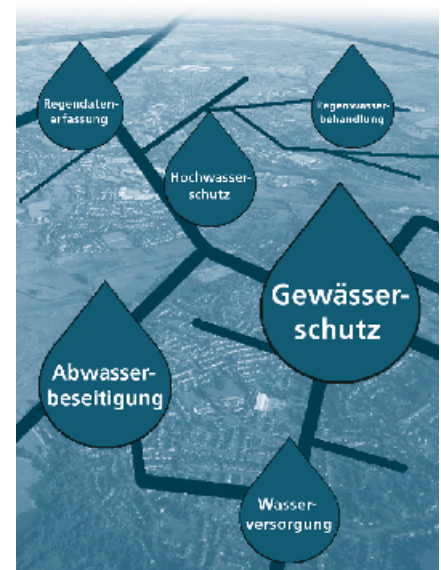 Regendaten-
erfassung
Regenwasser-
behandlung
Hochwasser-
schutz
Gewässer-
schutz
Abwasser-
beseitigung
Wasser-
versorgung